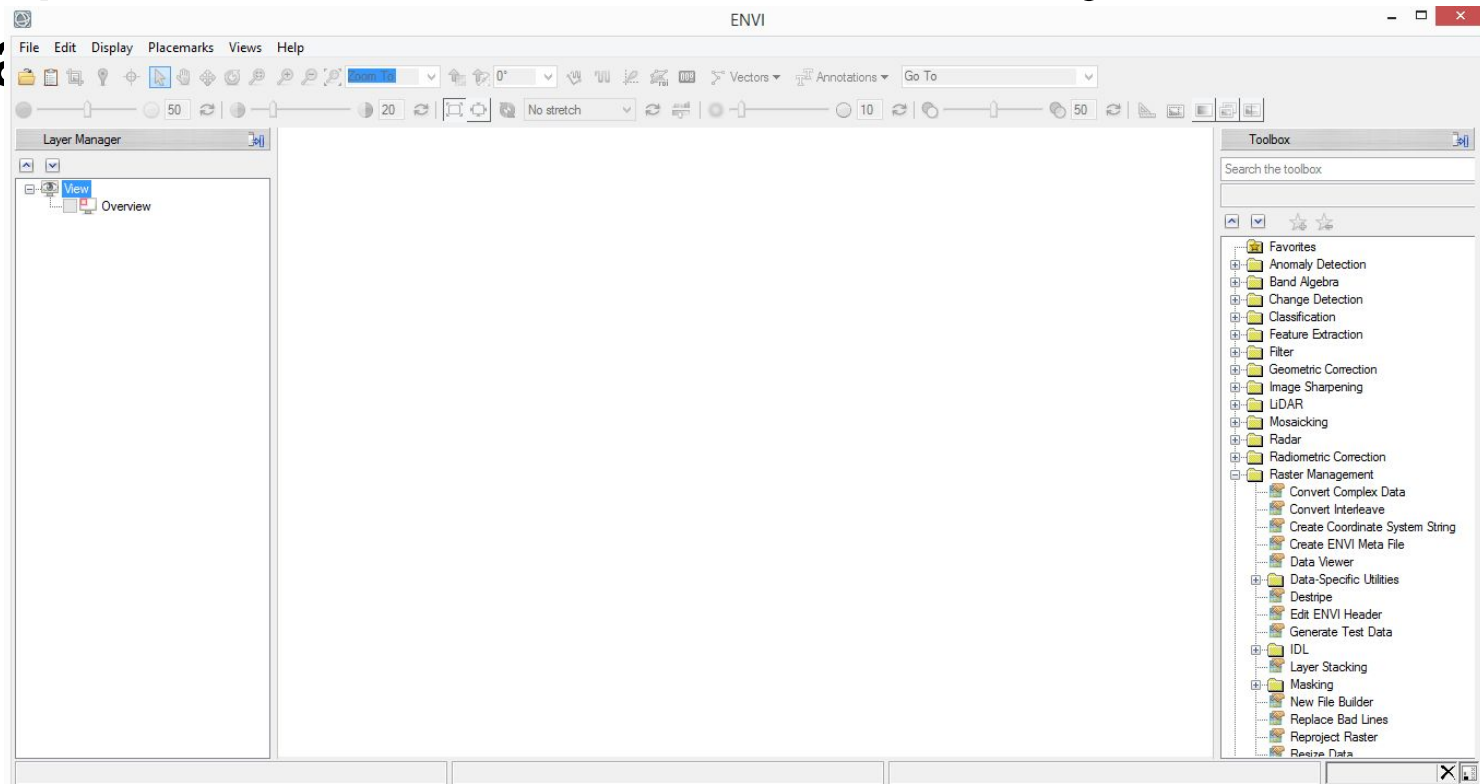 ENVI
File Edit Display Placemarks Views Help
Zoom To 0° Vectors Annotations Go To
50 20 No stretch 10 50
Layer Manager
View
Overview
Toolbox
Search the toolbox
Favorites
Anomaly Detection
Band Algebra
Change Detection
Classification
Feature Extraction
Filter
Geometric Correction
Image Sharpening
LiDAR
Mosaicking
Radar
Radiometric Correction
Raster Management
Convert Complex Data
Convert Interleave
Create Coordinate System String
Create ENVI Meta File
Data Viewer
Data-Specific Utilities
Destripe
Edit ENVI Header
Generate Test Data
IDL
Layer Stacking
Masking
New File Builder
Replace Bad Lines
Reproject Raster
Resize Data